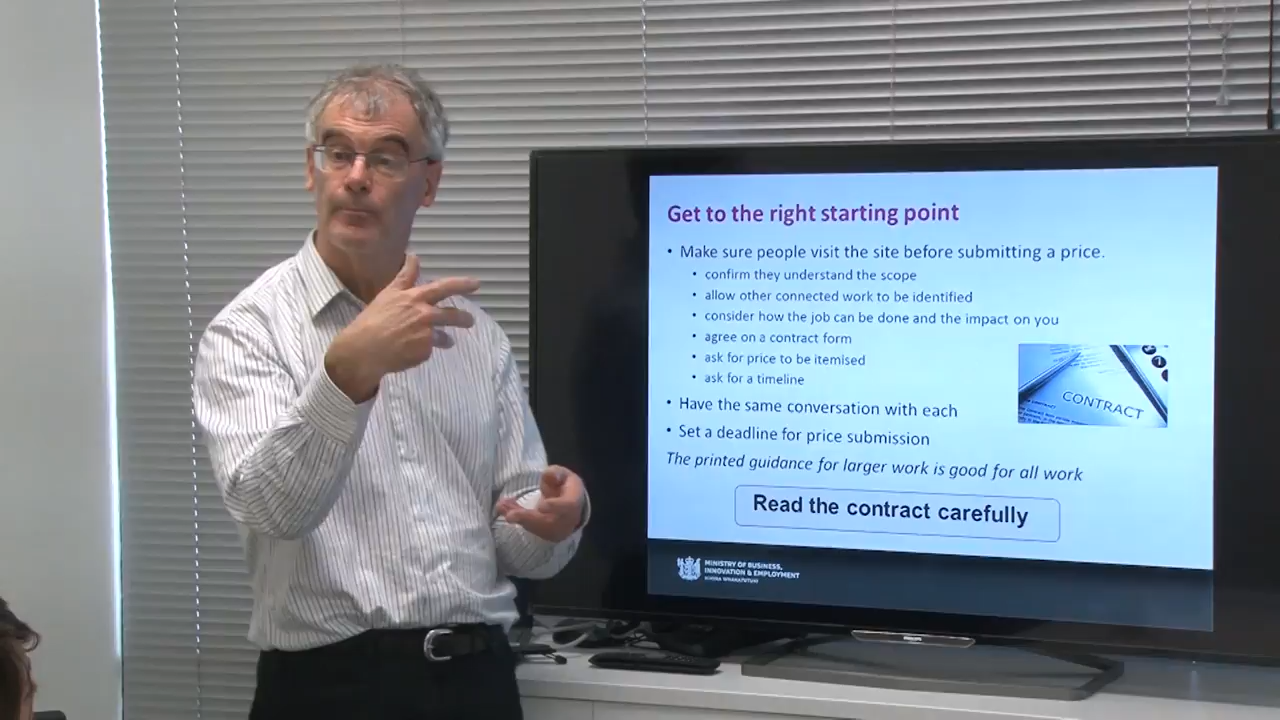 Get to the right starting point
• Make sure people visit the site before submitting a price.
• confirm they understand the scope
• allow other connected work to be identified
• consider how the job can be done and the impact on you
• agree on a contract form
• ask for price to be itemised
• ask for a timeline
• Have the same conversation with each
• Set a deadline for price submission
The printed guidance for larger work is good for all work
CONTRACT
Read the contract carefully
MINISTRY OF BUSINESS,
INNOVATION & EMPLOYMENT
HĪKINA WHAKATUTUKI
PHILIPS